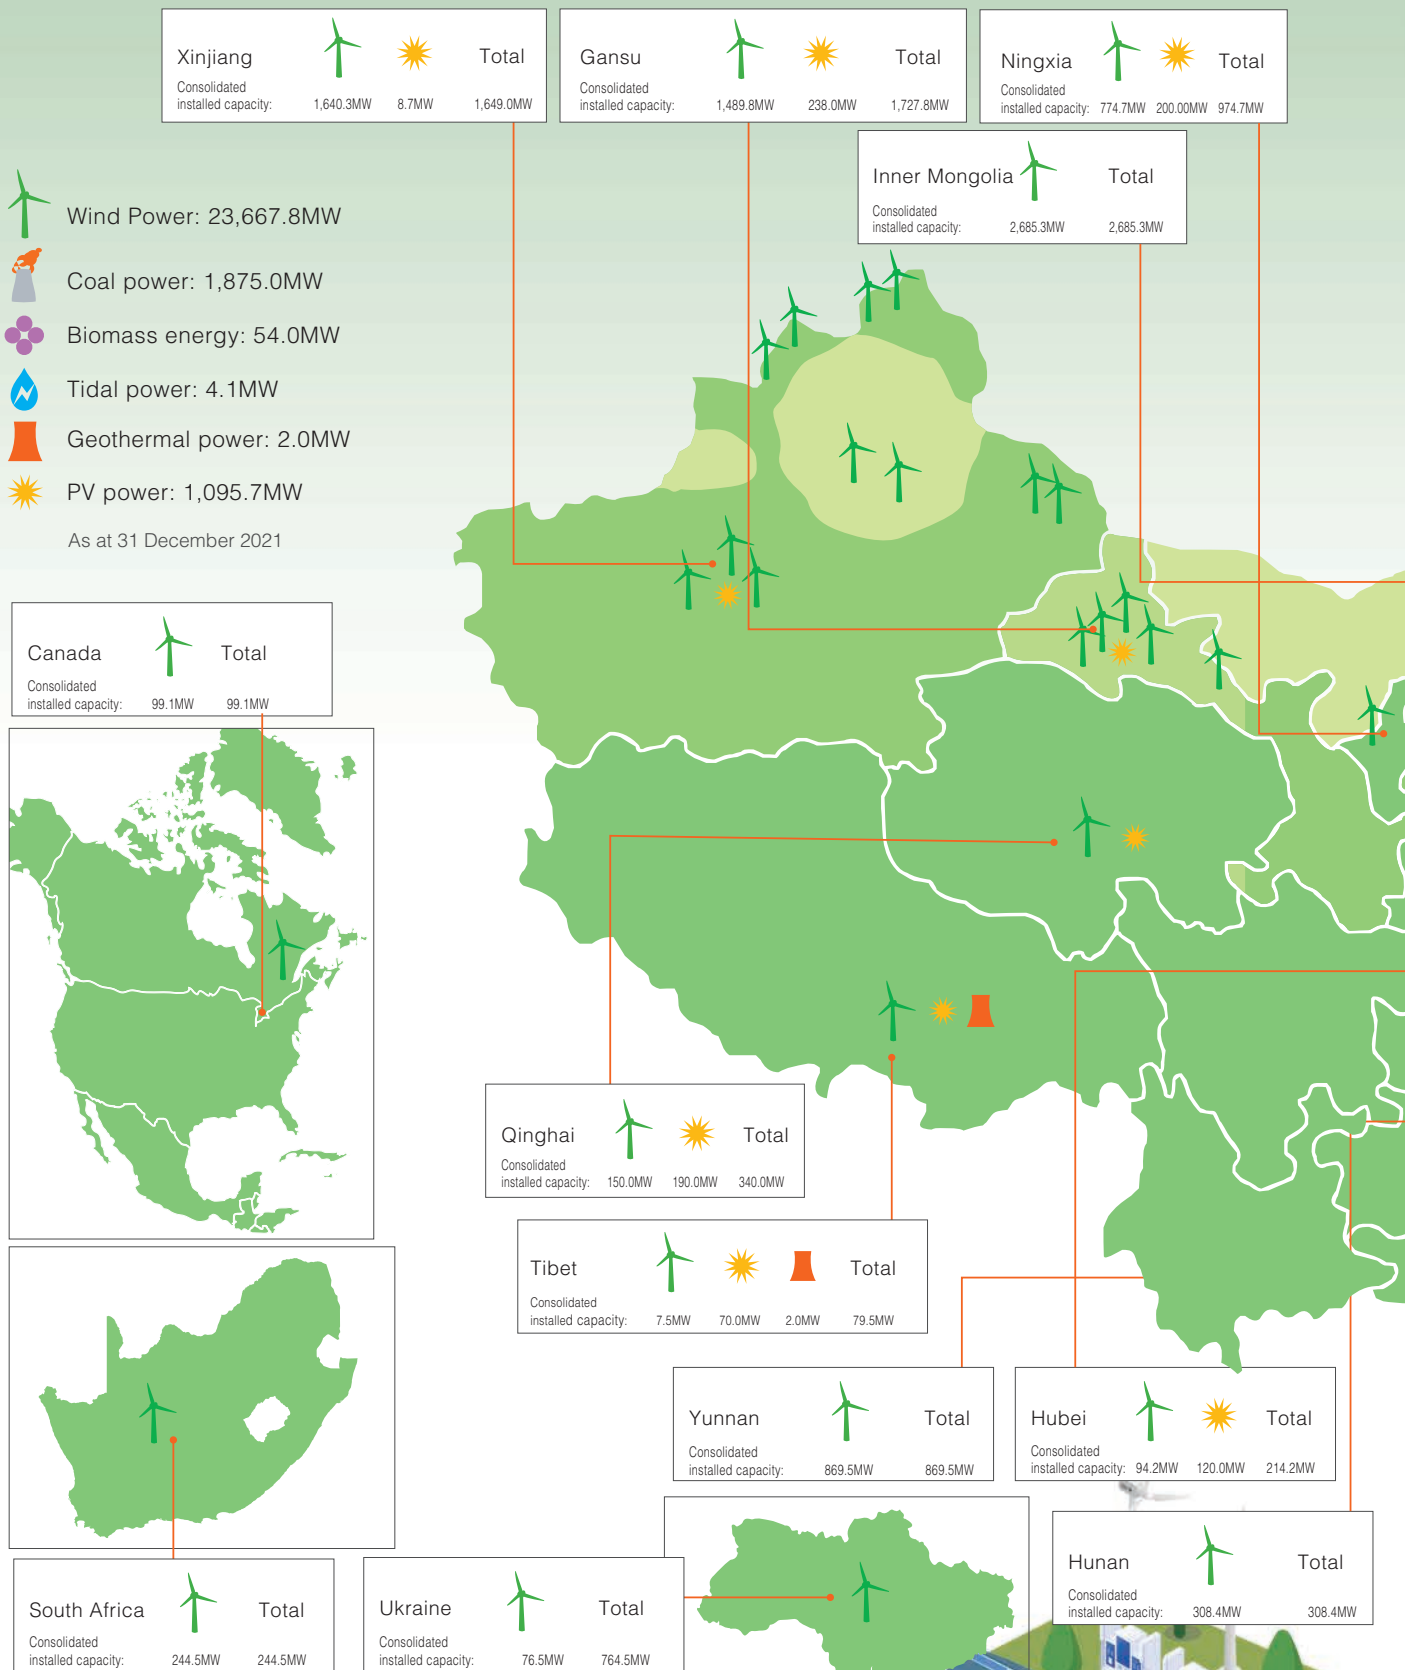 Xinjiang Total
Consolidated
installed capacity: 1,640.3MW 8.7MW 1,649.0MW
Gansu Total
Consolidated
installed capacity: 1,489.8MW 238.0MW 1,727.8MW
Ningxia Total
Consolidated
installed capacity: 774.7MW 200.00MW 974.7MW
Inner Mongolia Total
Consolidated
installed capacity: 2,685.3MW 2,685.3MW
Wind Power: 23,667.8MW
Coal power: 1,875.0MW
Biomass energy: 54.0MW
Tidal power: 4.1MW
Geothermal power: 2.0MW
PV power: 1,095.7MW
As at 31 December 2021
Canada Total
Consolidated
installed capacity: 99.1MW 99.1MW
Qinghai Total
Consolidated
installed capacity: 150.0MW 190.0MW 340.0MW
Tibet Total
Consolidated
installed capacity: 7.5MW 70.0MW 2.0MW 79.5MW
Yunnan Total
Consolidated
installed capacity: 869.5MW 869.5MW
Hubei Total
Consolidated
installed capacity: 94.2MW 120.0MW 214.2MW
Hunan Total
Consolidated
installed capacity: 308.4MW 308.4MW
South Africa Total
Consolidated
installed capacity: 244.5MW 244.5MW
Ukraine Total
Consolidated
installed capacity: 76.5MW 764.5MW